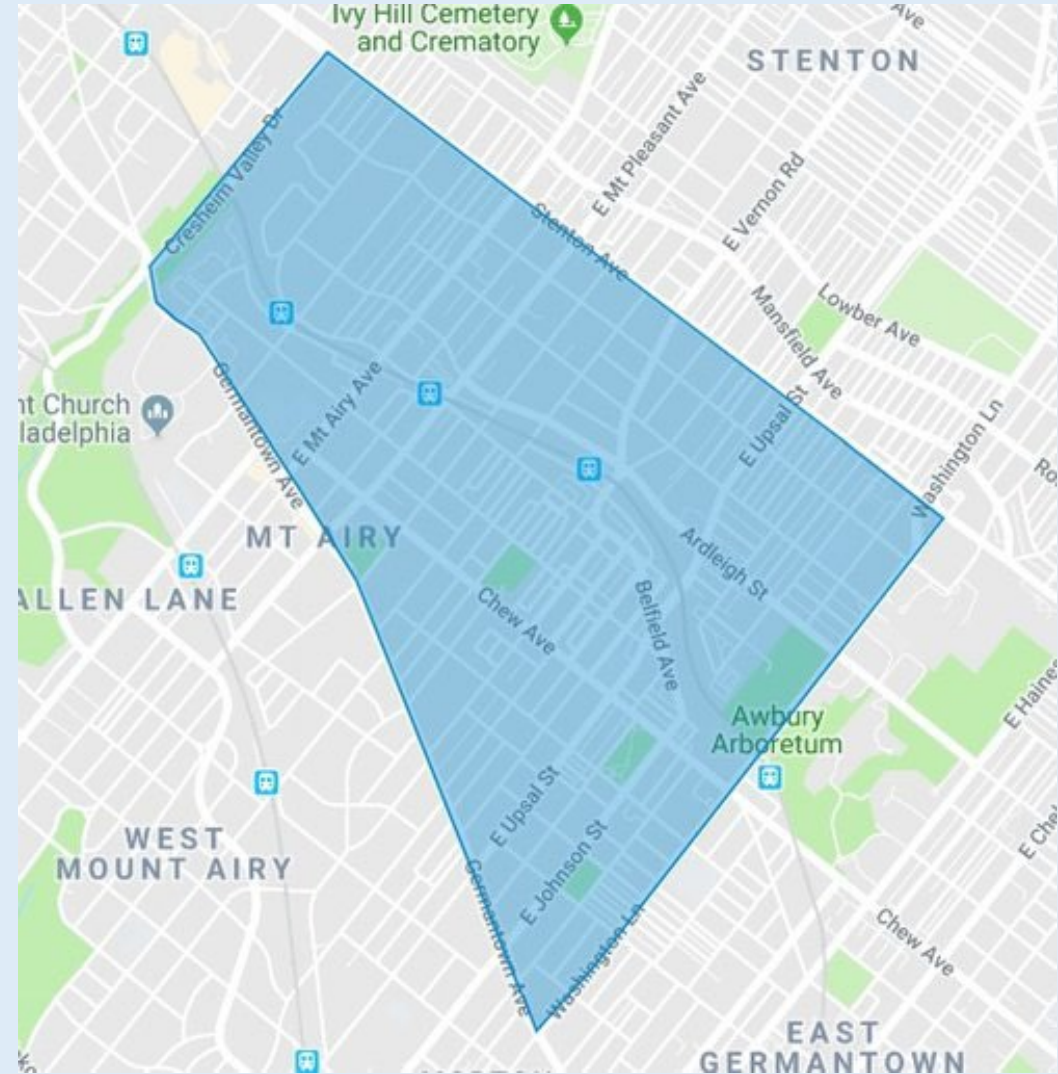 Ivy Hill Cemetery
and Crematory
Ave
STENTON
E Mt Pleasant Ave
Cresheim Valley Dr
E Vernon Rd
Stenton Ave
Mansfield Ave
Lowber Ave
Germantown Ave
E Mt Airy Ave
nt Church
ladelphia
E Upsal St
Washington Ln
MT AIRY
ALLEN LANE
Ardleigh St
Chew Ave
Belfield Ave
E Haines
Awbury
Arboretum
WEST
MOUNT AIRY
E Upsal St
E Johnson St
Germantown Ave
Washington Ln
E Che
Chew Ave
EAST
GERMANTOWN